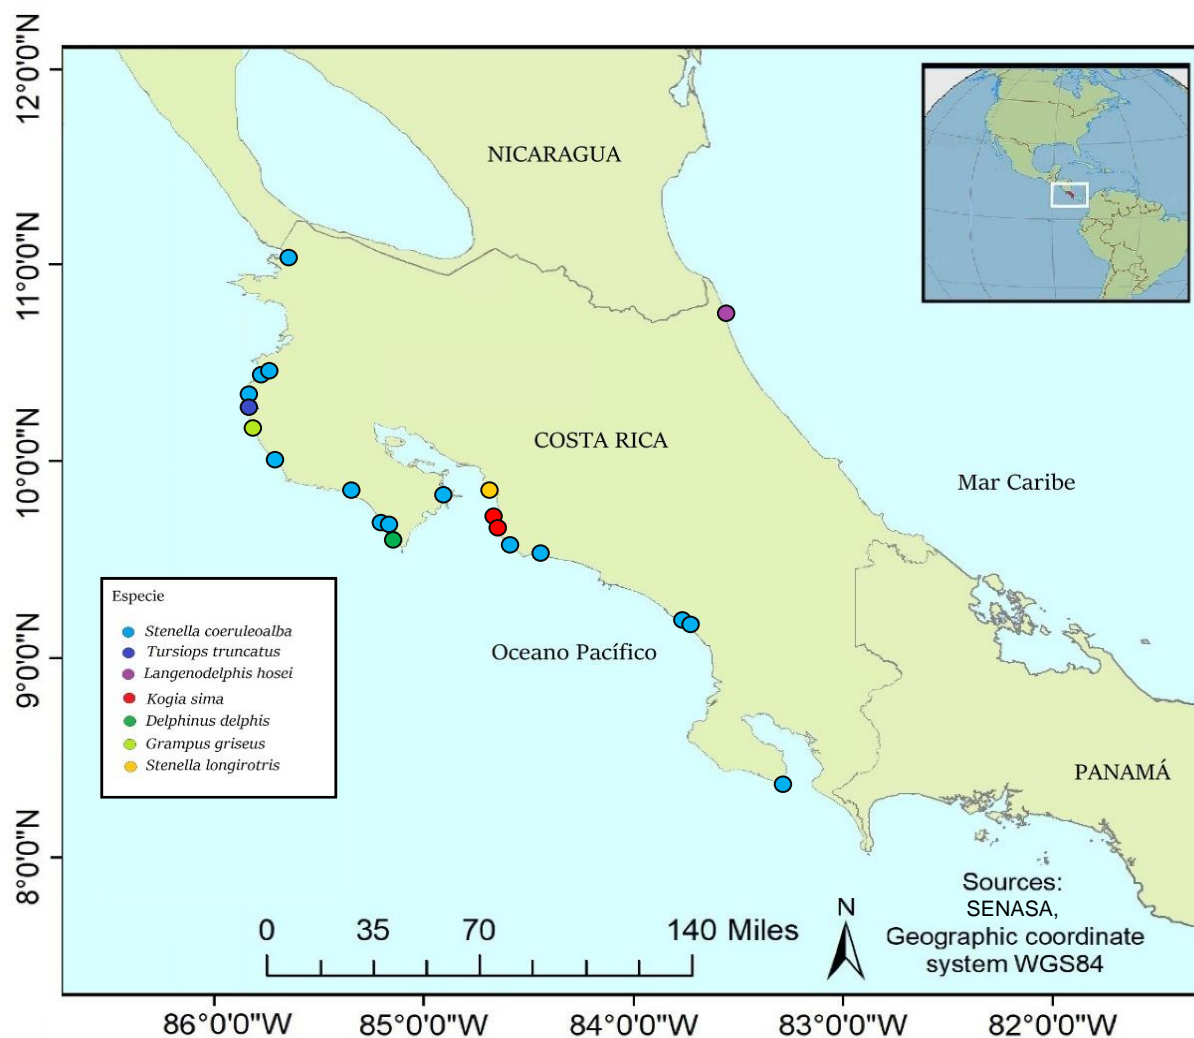 12°0'0"N
NICARAGUA
11°0'0"N
COSTA RICA
10°0'0"N
Mar Caribe
Especie
Stenella coeruleoalba
Tursiops truncatus
Langenodelphis hosei
Kogia sima
Delphinus delphis
Grampus griseus
Stenella longirotris
Oceano Pacífico
9°0'0"N
PANAMÁ
8°0'0"N
0 35 70 140 Miles
N
Sources:
SENASA,
Geographic coordinate
system WGS84
86°0'0"W 85°0'0"W 84°0'0"W 83°0'0"W 82°0'0"W